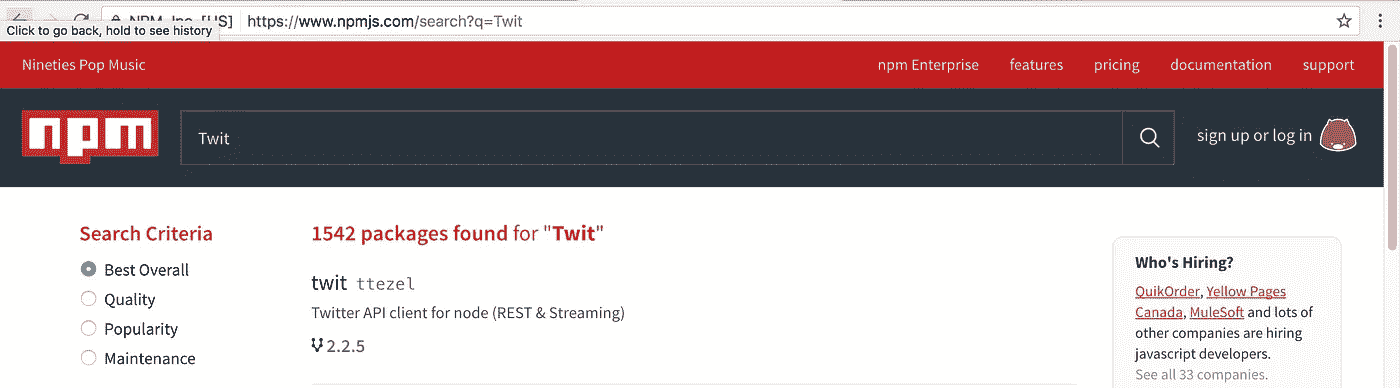 NPM, Inc. [US] https://www.npmjs.com/search?q=Twit
Click to go back, hold to see history
Nineties Pop Music npm Enterprise features pricing documentation support
npm Twit sign up or log in
Search Criteria
Best Overall
Quality
Popularity
Maintenance
1542 packages found for "Twit"
twit ttezel
Twitter API client for node (REST & Streaming)
2.2.5
Who's Hiring?
QuikOrder, Yellow Pages
Canada, MuleSoft and lots of
other companies are hiring
javascript developers.
See all 33 companies.